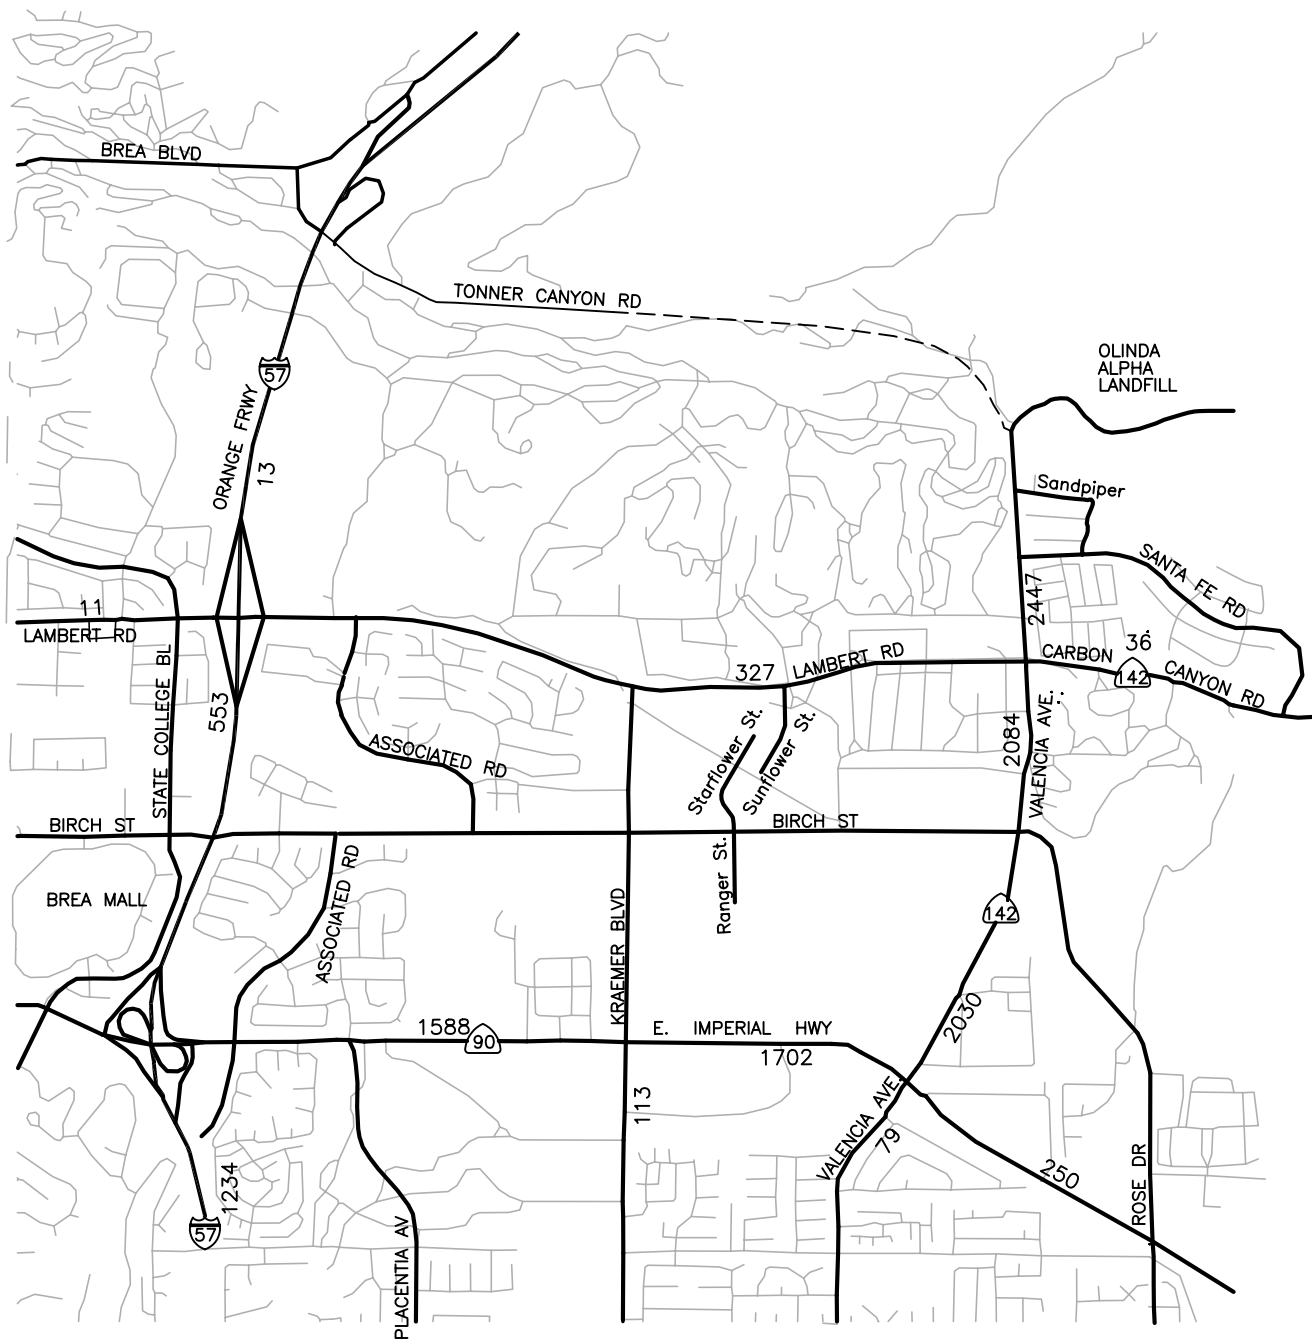 BREA BLVD
TONNER CANYON RD
OLINDA
ALPHA
LANDFILL
57
ORANGE FRWY
13
Sandpiper
SANTA FE RD
2447
11
LAMBERT RD
36
CARBON
142
CANYON RD
327
LAMBERT RD
STATE COLLEGE BL
553
ASSOCIATED RD
Starflower St.
Sunflower St.
2084
VALENCIA AVE.
BIRCH ST
BIRCH ST
Ranger St.
BREA MALL
ASSOCIATED RD
KRAEMER BLVD
142
1588
90
E. IMPERIAL HWY
1702
2030
113
VALENCIA AVE.
79
250
ROSE DR
1234
57
PLACENTIA AV